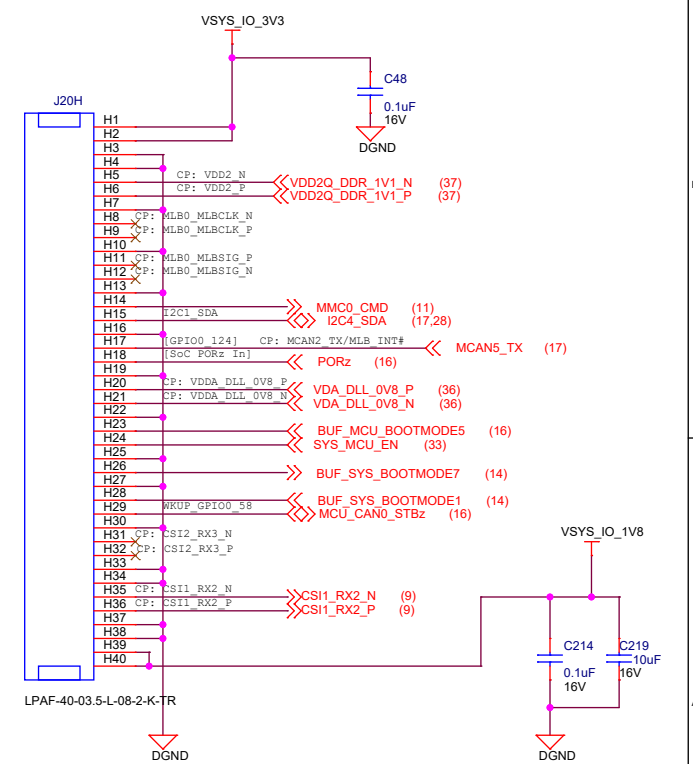 VSYS_IO_3V3
J20H
C48
0.1uF
16V
DGND
H1
H2
H3
H4
H5 CP: VDD2_N VDD2Q_DDR_1V1_N (37)
H6 CP: VDD2_P VDD2Q_DDR_1V1_P (37)
H7
H8 CP: MLB0_MLBCLK_N
H9 CP: MLB0_MLBCLK_P
H10
H11 CP: MLB0_MLBSIG_P
H12 CP: MLB0_MLBSIG_N
H13
H14 MMC0_CMD (11)
H15 I2C1_SDA I2C4_SDA (17,28)
H16
H17 [GPIO0_124] CP: MCAN2_TX/MLB_INT# MCAN5_TX (17)
H18 [SoC PORz In] PORz (16)
H19
H20 CP: VDDA_DLL_0V8_P VDA_DLL_0V8_P (36)
H21 CP: VDDA_DLL_0V8_N VDA_DLL_0V8_N (36)
H22
H23 BUF_MCU_BOOTMODE5 (16)
H24 SYS_MCU_EN (33)
H25
H26 BUF_SYS_BOOTMODE7 (14)
H27
H28 BUF_SYS_BOOTMODE1 (14)
H29 WKUP_GPIO0_58 MCU_CAN0_STBz (16)
H30
H31 CP: CSI2_RX3_N
H32 CP: CSI2_RX3_P
H33
H34
H35 CP: CSI1_RX2_N CSI1_RX2_N (9)
H36 CP: CSI1_RX2_P CSI1_RX2_P (9)
H37
H38
H39
H40
VSYS_IO_1V8
C214
0.1uF
16V
C219
10uF
16V
LPAF-40-03.5-L-08-2-K-TR
DGND
DGND